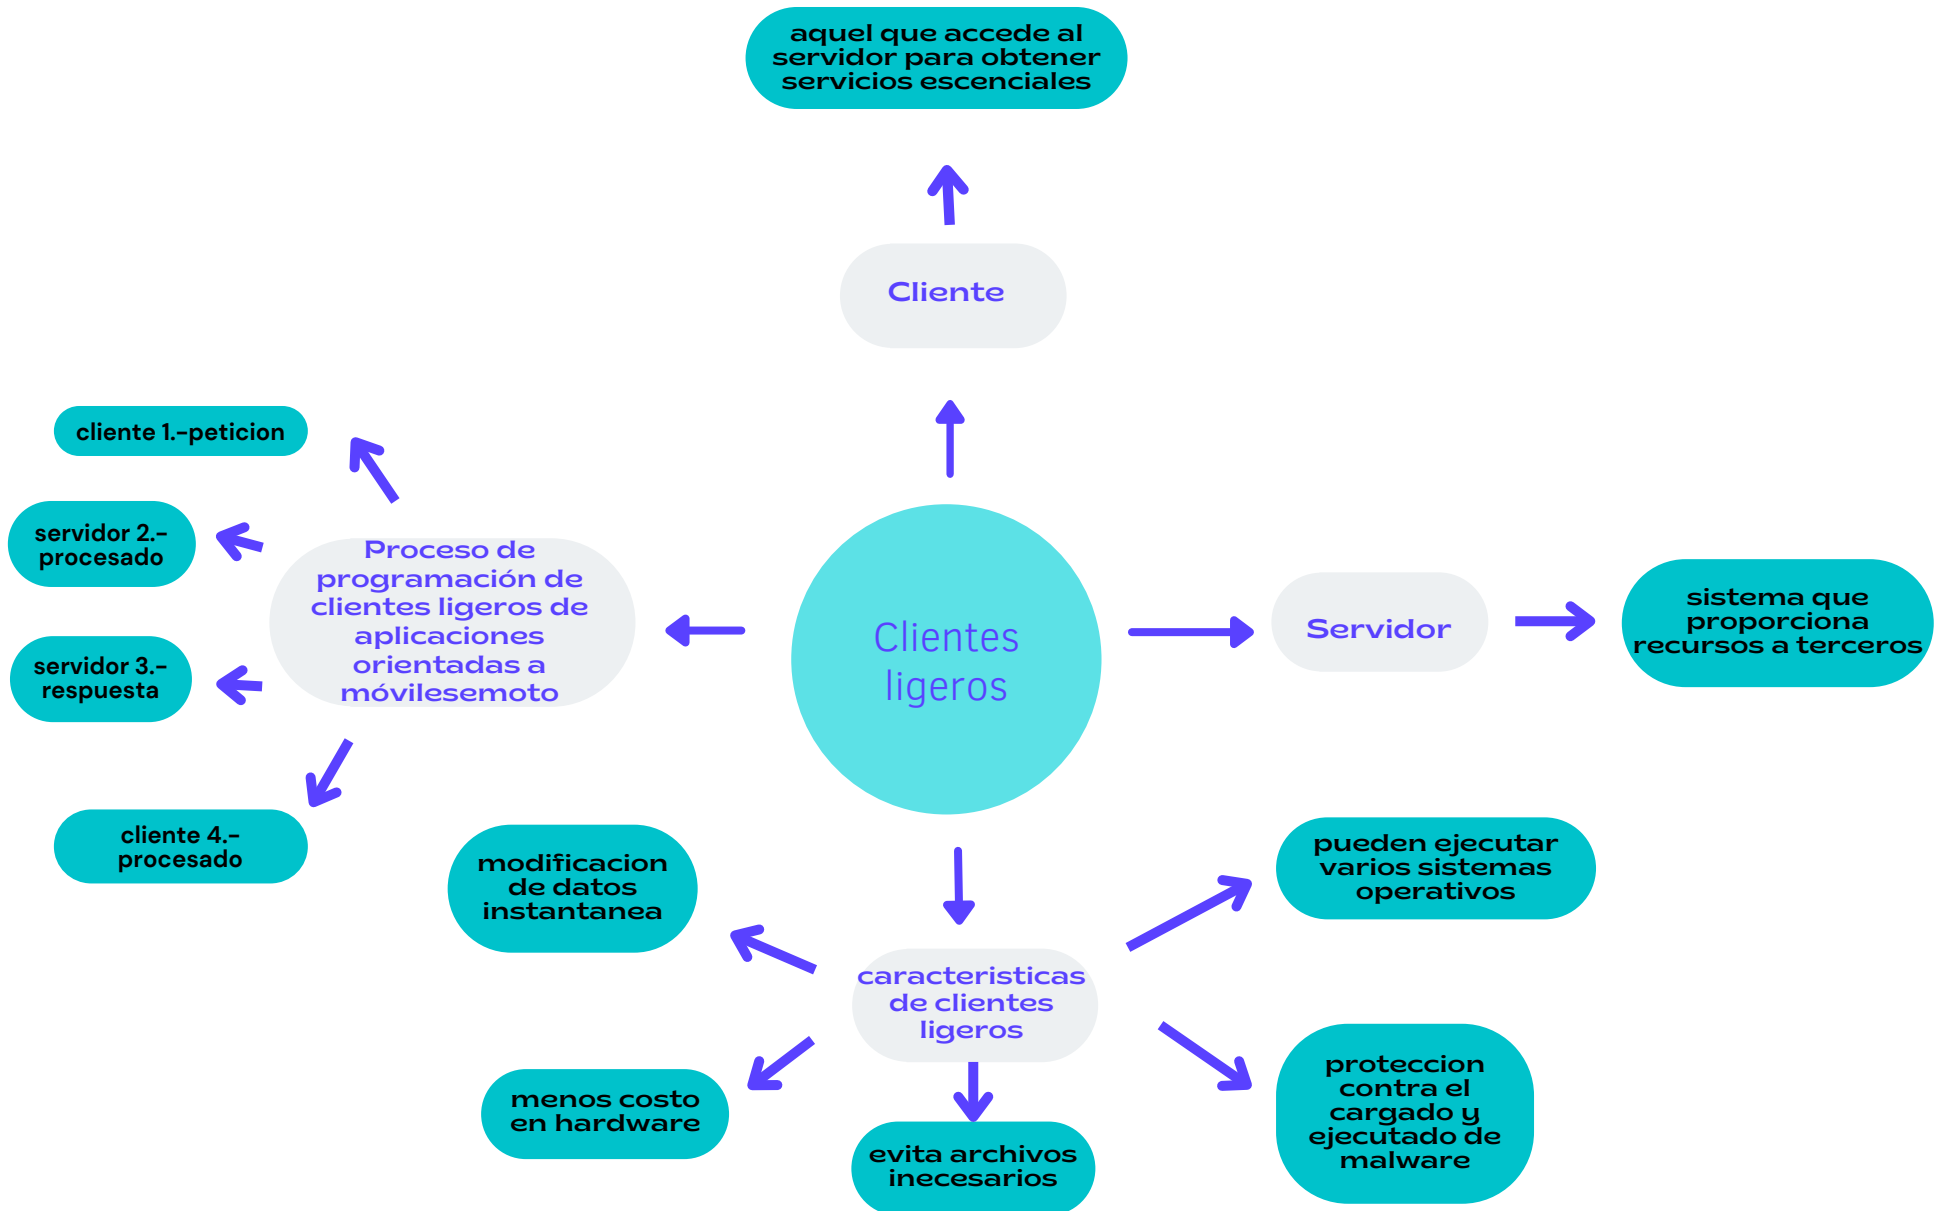 aquel que accede al
servidor para obtener
servicios escenciales
Cliente
cliente 1.-peticion
servidor 2.-
procesado
servidor 3.-
respuesta
cliente 4.-
procesado
Proceso de
programación de
clientes ligeros de
aplicaciones
orientadas a
móvilesemoto
Clientes
ligeros
Servidor
sistema que
proporciona
recursos a terceros
modificacion
de datos
instantanea
caracteristicas
de clientes
ligeros
pueden ejecutar
varios sistemas
operativos
menos costo
en hardware
evita archivos
inecesarios
proteccion
contra el
cargado y
ejecutado de
malware